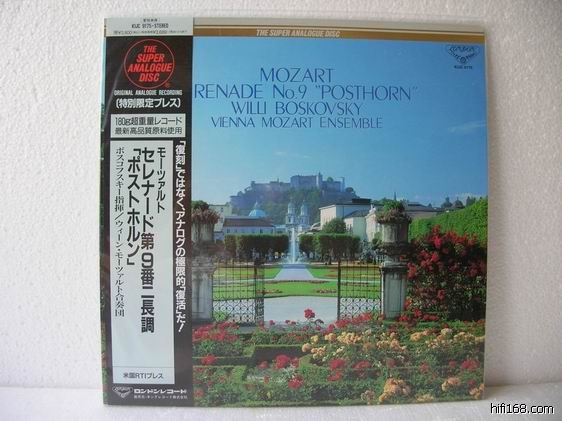 KIJC 9175-STEREO
THE
SUPER
ANALOGUE
DISC
ORIGINAL ANALOGUE RECORDING
(特別限定プレス)
180g超重量レコード
最新高品質原料使用
モーツァルト
セレナード第9番ニ長調
「ポストホルン」
ボスコフスキー指揮/ウィーン・モーツァルト合奏団
「復刻」ではなく、アナログの極限的「復活」だ!
米国RTIプレス
ロンドンレコード
THE SUPER ANALOGUE DISC
KIJC 9175
MOZART
RENADE No.9 "POSTHORN"
WILLI BOSKOVSKY
VIENNA MOZART ENSEMBLE
hifi168.com